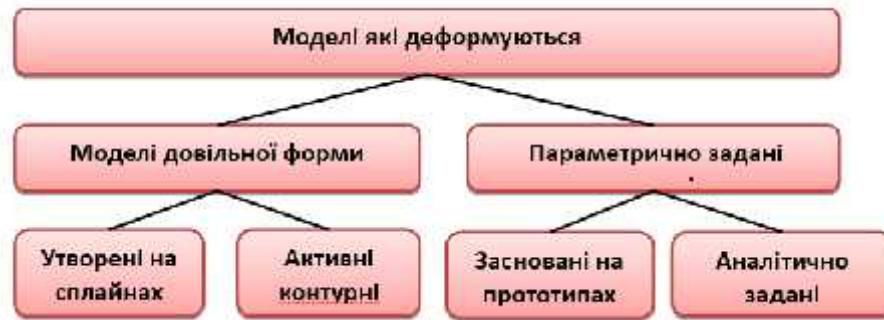 Моделі які деформуються
Моделі довільної форми
Параметрично задані
Утворені на
сплайнах
Активні
контурні
Засновані на
прототипах
Аналітично
задані